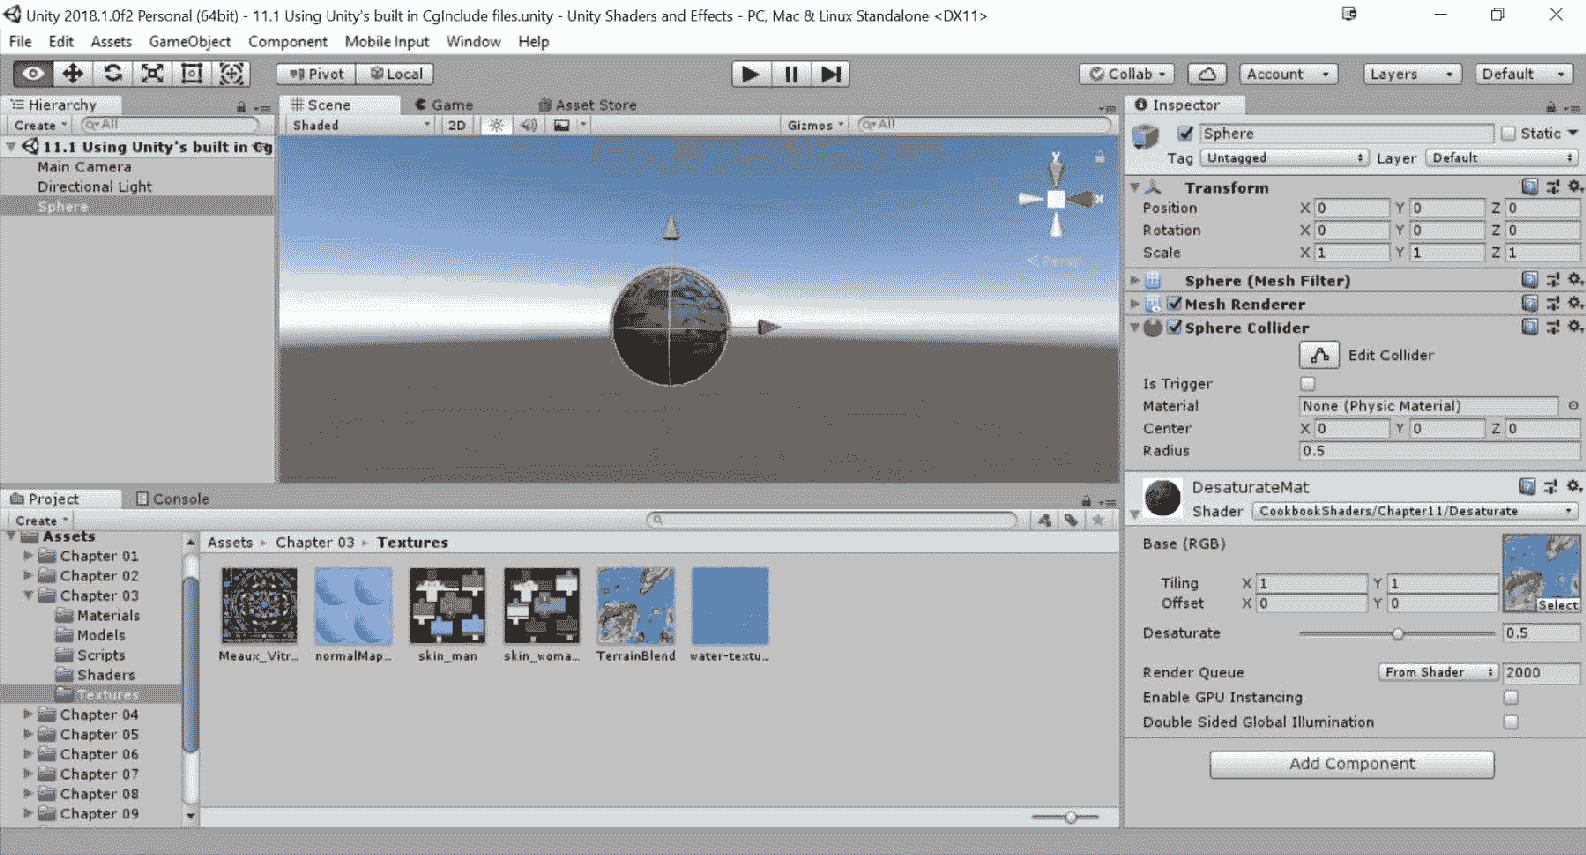 Unity 2018.1.0f2 Personal (64bit) - 11.1 Using Unity's built in CgInclude files.unity - Unity Shaders and Effects - PC, Mac & Linux Standalone <DX11>
File Edit Assets GameObject Component Mobile Input Window Help
Pivot Local Collab Account Layers Default
Hierarchy
Create All
11.1 Using Unity's built in Cg
Main Camera
Directional Light
Sphere
Scene Game Asset Store
Shaded 2D Gizmos All
y
x
Persp
Inspector
Sphere Static
Tag Untagged Layer Default
Transform
Position X 0 Y 0 Z 0
Rotation X 0 Y 0 Z 0
Scale X 1 Y 1 Z 1
Sphere (Mesh Filter)
Mesh Renderer
Sphere Collider
Edit Collider
Is Trigger
Material None (Physic Material)
Center X 0 Y 0 Z 0
Radius 0.5
DesaturateMat
Shader CookbookShaders/Chapter11/Desaturate
Base (RGB)
Tiling X 1 Y 1
Offset X 0 Y 0
Select
Desaturate 0.5
Render Queue From Shader 2000
Enable GPU Instancing
Double Sided Global Illumination
Add Component
Project Console
Create
Assets
Chapter 01
Chapter 02
Chapter 03
Materials
Models
Scripts
Shaders
Textures
Chapter 04
Chapter 05
Chapter 06
Chapter 07
Chapter 08
Chapter 09
Assets Chapter 03 Textures
Meaux_Vitr... normalMap... skin_man skin_woma... TerrainBlend water-textu...